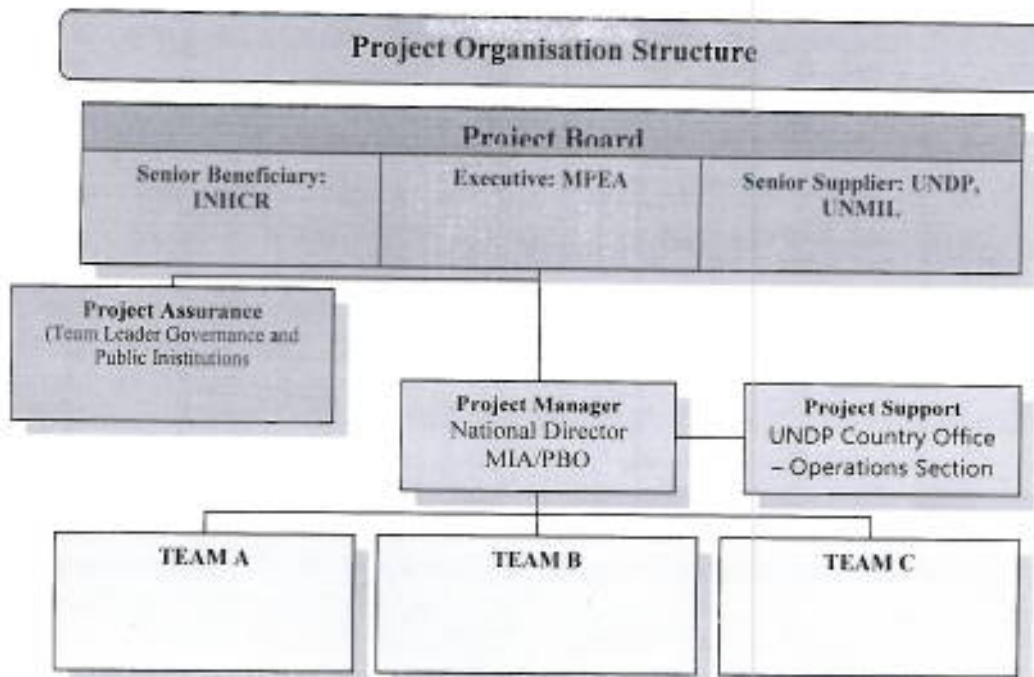 Project Organisation Structure
Project Board
Senior Beneficiary:
INHCR
Executive: MPEA
Senior Supplier: UNDP,
UNMIL
Project Assurance
(Team Leader Governance and
Public Inistitutions
Project Manager
National Director
MIA/PBO
Project Support
UNDP Country Office
– Operations Section
TEAM A
TEAM B
TEAM C